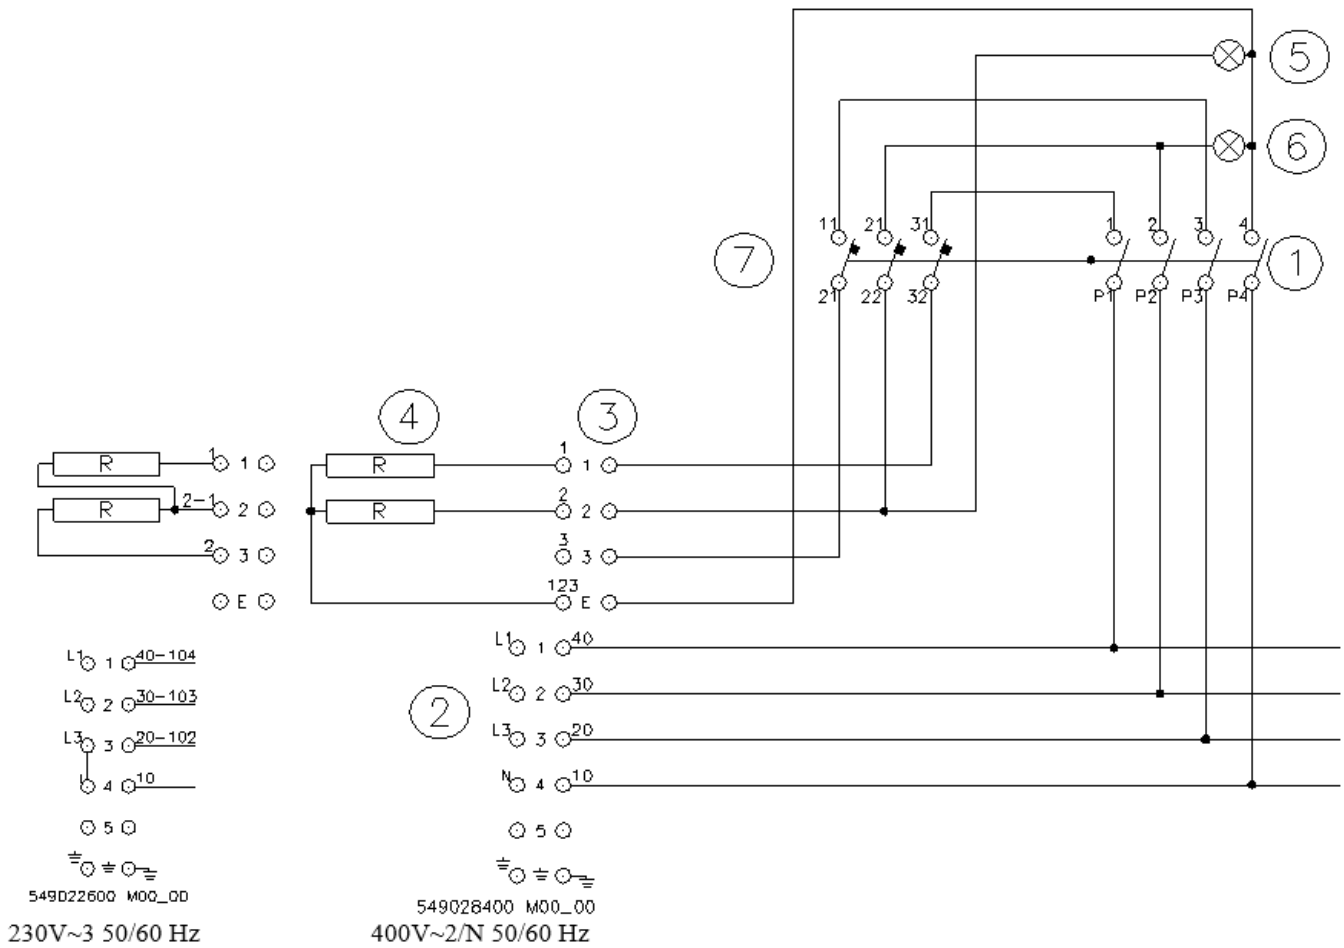 5
6
11 21 31 1 2 3 4
7
1
21 22 32 P1 P2 P3 P4
4 3
R 1 1
R 1 1
R 2-1 2
R 2 2
2 3
3 3
E
123 E
L1 1 40-104
L1 1 40
L2 2 30-103
2
L2 2 30
L3 3 20-102
L3 3 20
4 10
N 4 10
5
5
549D22600 M00_00
549028400 M00_00
230V~3 50/60 Hz
400V~2/N 50/60 Hz